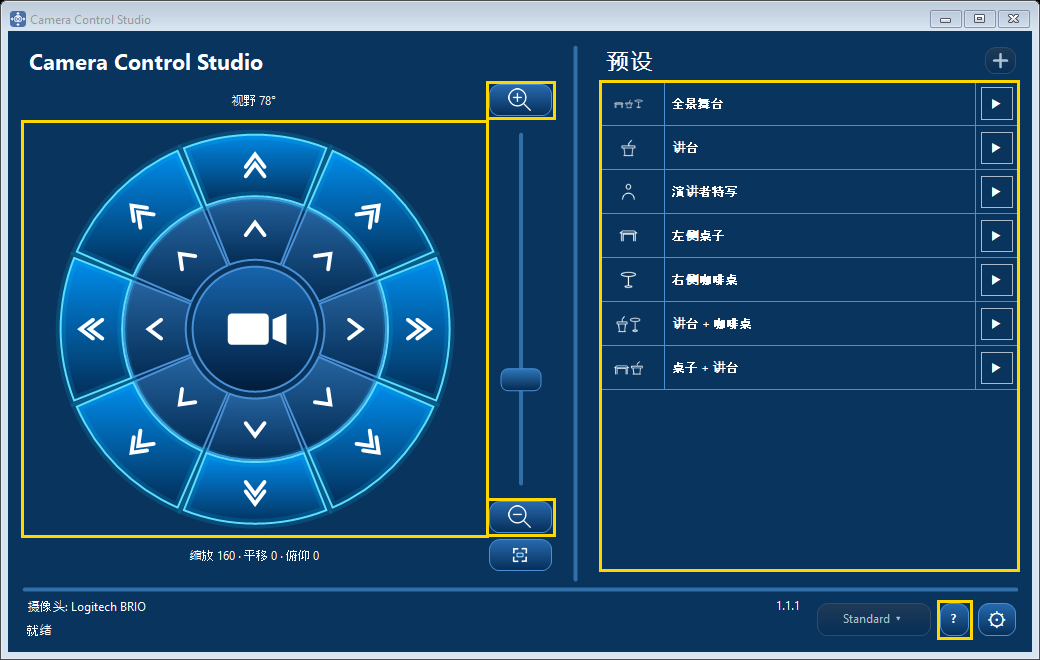 Camera Control Studio
Camera Control Studio
视野 78°
缩放 160 · 平移 0 · 俯仰 0
预设
全景舞台
讲台
演讲者特写
左侧桌子
右侧咖啡桌
讲台 + 咖啡桌
桌子 + 讲台
摄像头: Logitech BRIO
就绪
1.1.1
Standard
?